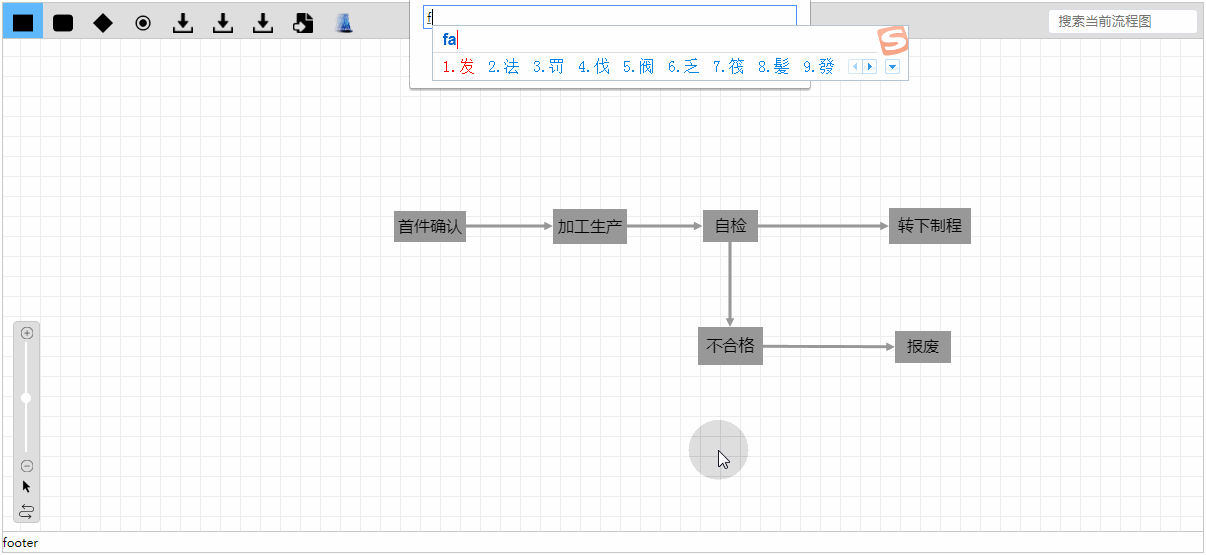 搜索当前流程图
f
fa
1.发 2.法 3.罚 4.伐 5.阀 6.乏 7.筏 8.髮 9.發
首件确认 加工生产 自检 转下制程
不合格 报废
footer